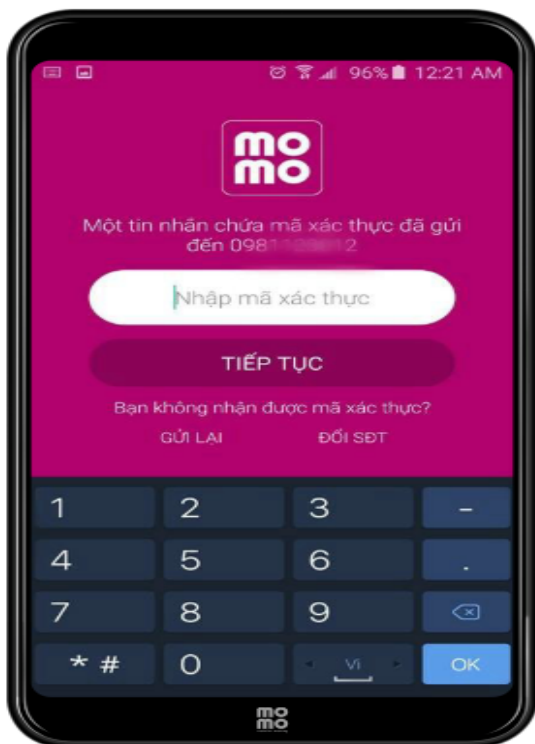 96% 12:21 AM
mo
mo
Một tin nhắn chứa mã xác thực đã gửi
đến 098 2
Nhập mã xác thực
TIẾP TỤC
Bạn không nhận được mã xác thực?
GỬI LẠI ĐỔI SĐT
1 2 3 -
4 5 6 .
7 8 9
* # 0 Vi OK
mo
mo